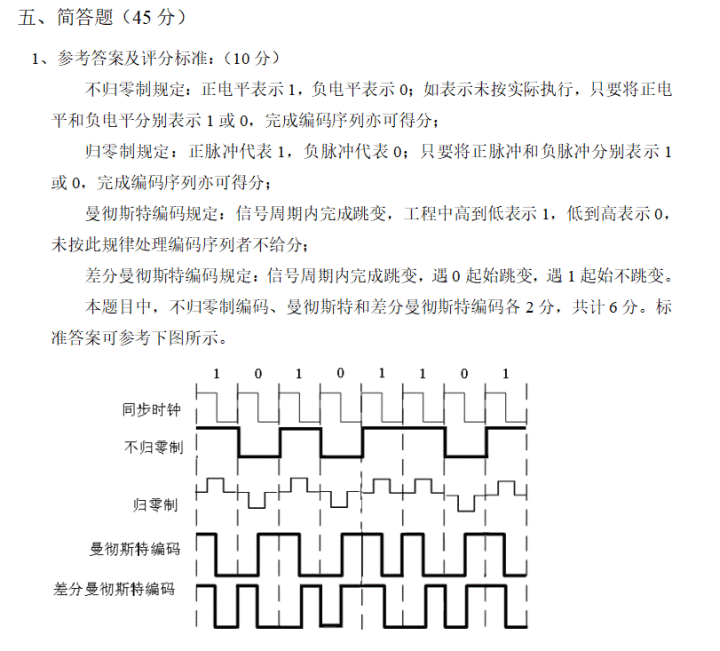 五、简答题（45 分）
1、参考答案及评分标准：（10 分）
不归零制规定：正电平表示 1，负电平表示 0；如表示未按实际执行，只要将正电
平和负电平分别表示 1 或 0，完成编码序列亦可得分；
归零制规定：正脉冲代表 1，负脉冲代表 0；只要将正脉冲和负脉冲分别表示 1
或 0，完成编码序列亦可得分；
曼彻斯特编码规定：信号周期内完成跳变，工程中高到低表示 1，低到高表示 0，
未按此规律处理编码序列者不给分；
差分曼彻斯特编码规定：信号周期内完成跳变，遇 0 起始跳变，遇 1 起始不跳变。
本题目中，不归零制编码、曼彻斯特和差分曼彻斯特编码各 2 分，共计 6 分。标
准答案可参考下图所示。
1 0 1 0 1 1 0 1
同步时钟
不归零制
归零制
曼彻斯特编码
差分曼彻斯特编码